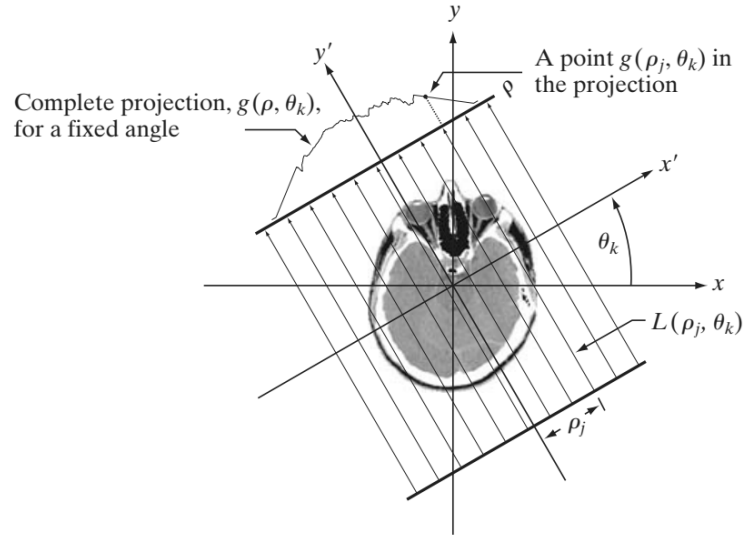 y
y′
A point g(ρj, θk) in
the projection
ρ
Complete projection, g(ρ, θk),
for a fixed angle
x′
θk
x
L(ρj, θk)
ρj